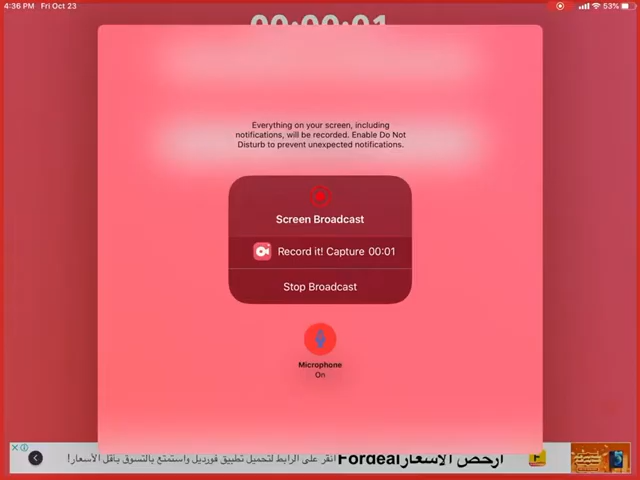 4:36 PM Fri Oct 23
53%
00:00:01
Everything on your screen, including
notifications, will be recorded. Enable Do Not
Disturb to prevent unexpected notifications.
Screen Broadcast
Record it! Capture 00:01
Stop Broadcast
Microphone
On
ارخص الاسعار Fordeal
انقر على الرابط لتحميل تطبيق فورديل واستمتع بالتسوق بأقل الأسعار!